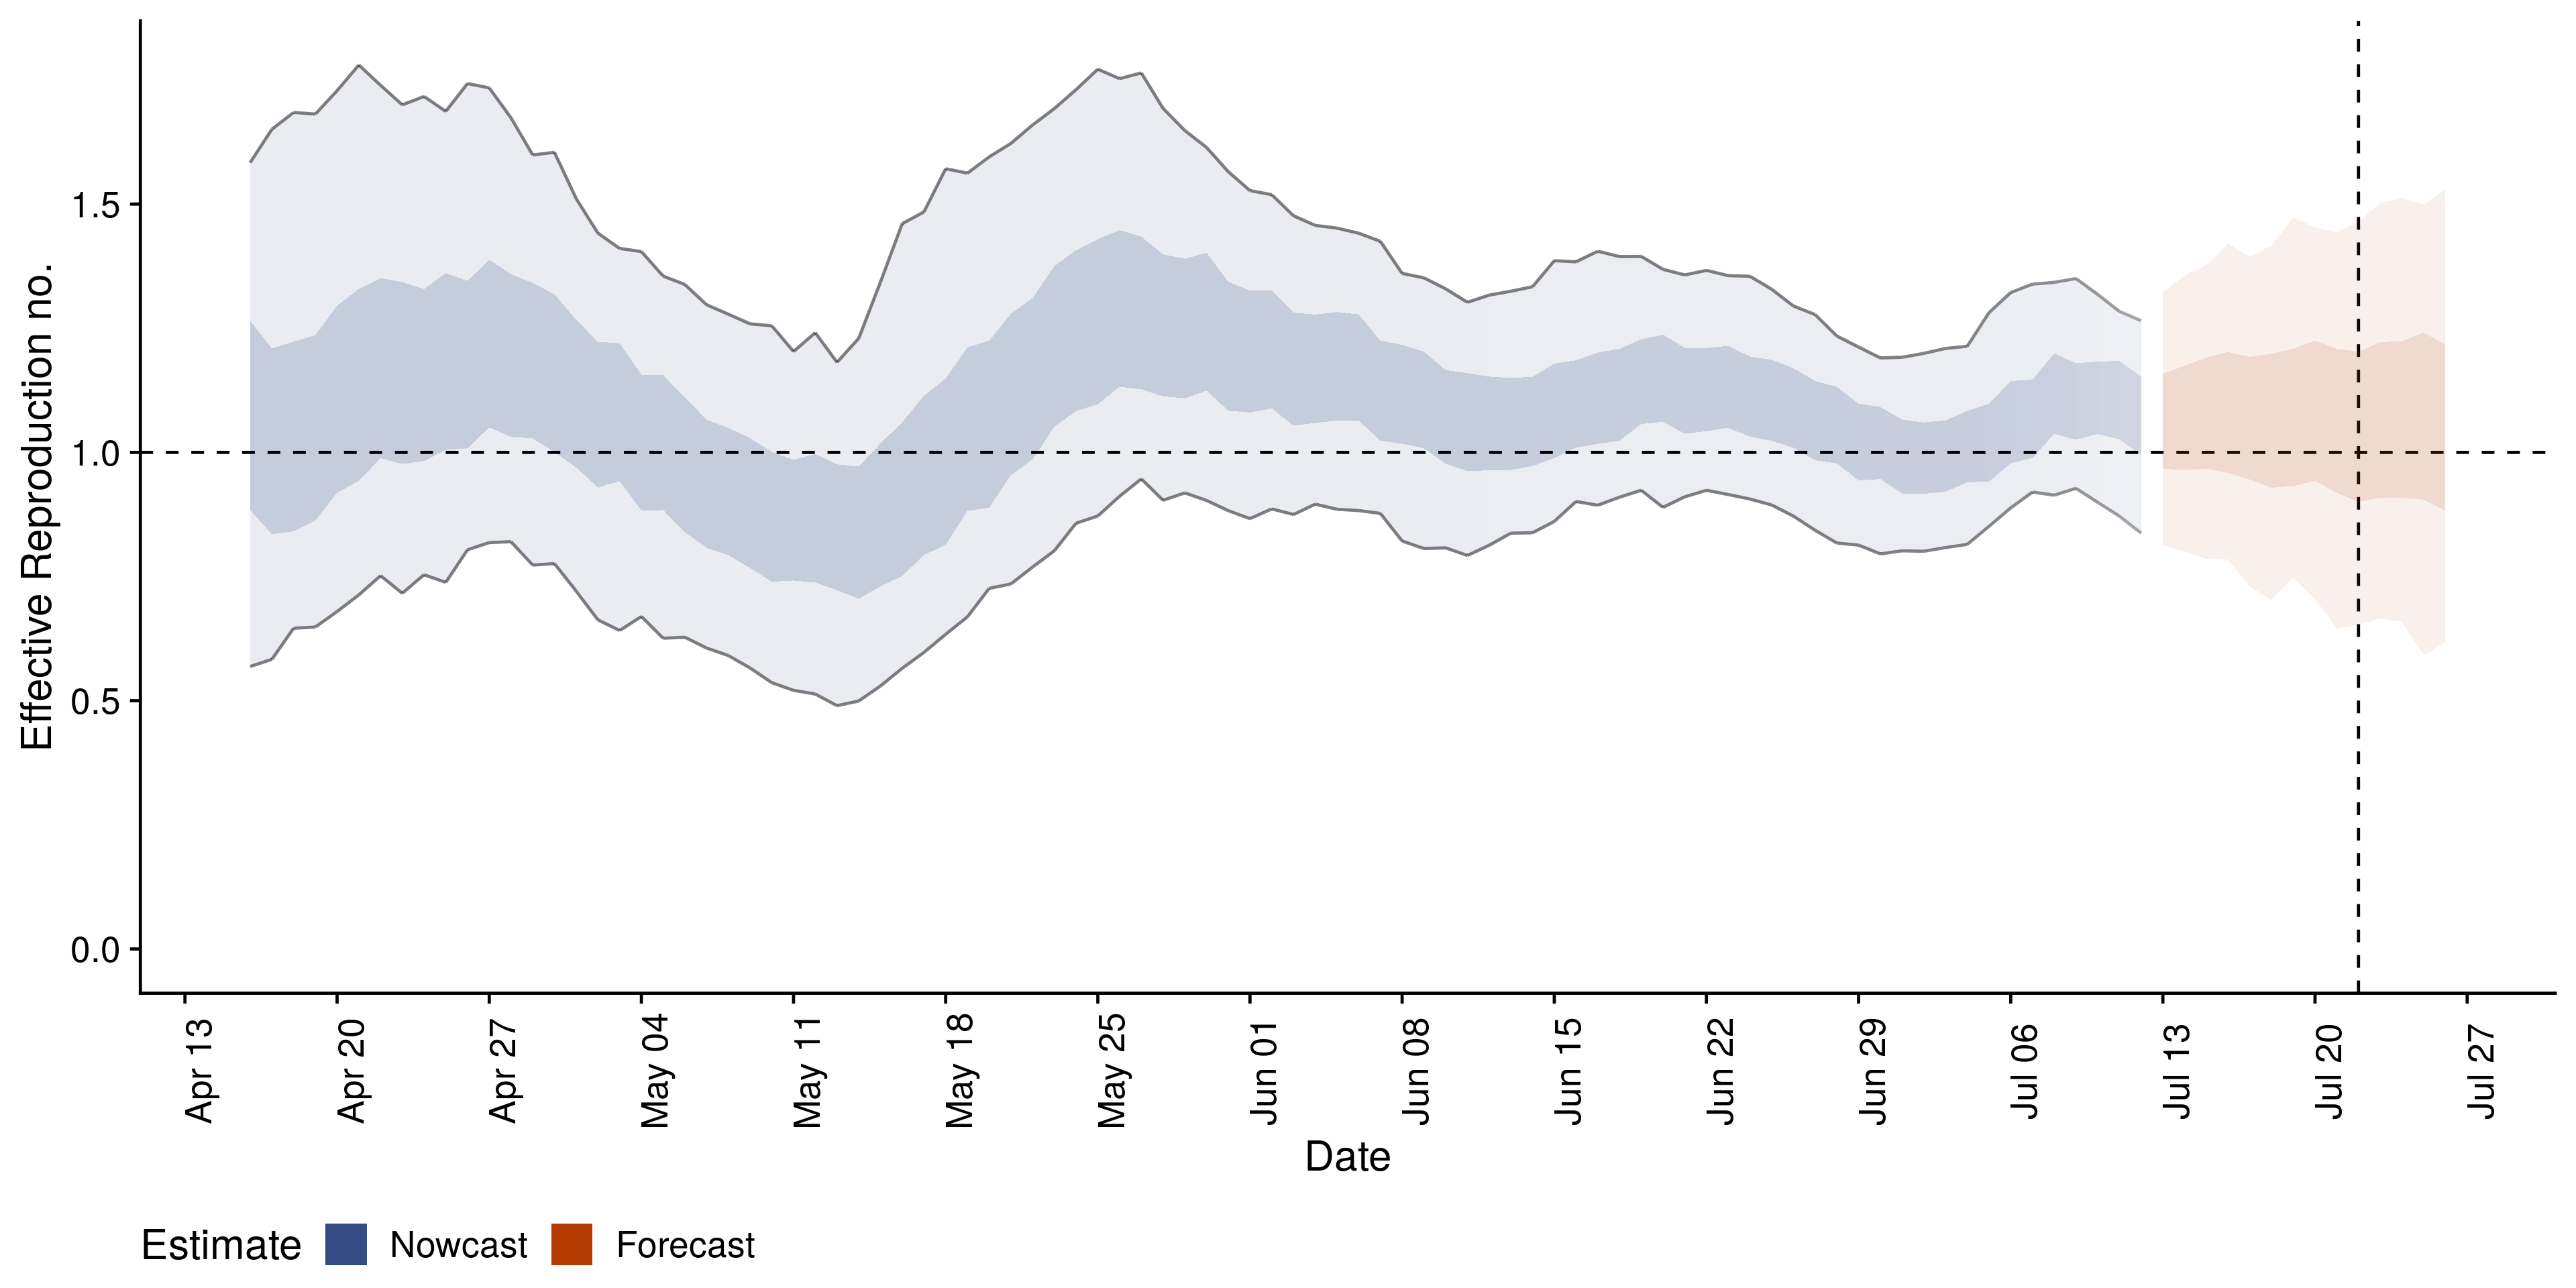 Effective Reproduction no.
1.5
1.0
0.5
0.0
Apr 13
Apr 20
Apr 27
May 04
May 11
May 18
May 25
Jun 01
Jun 08
Jun 15
Jun 22
Jun 29
Jul 06
Jul 13
Jul 20
Jul 27
Date
Estimate Nowcast Forecast